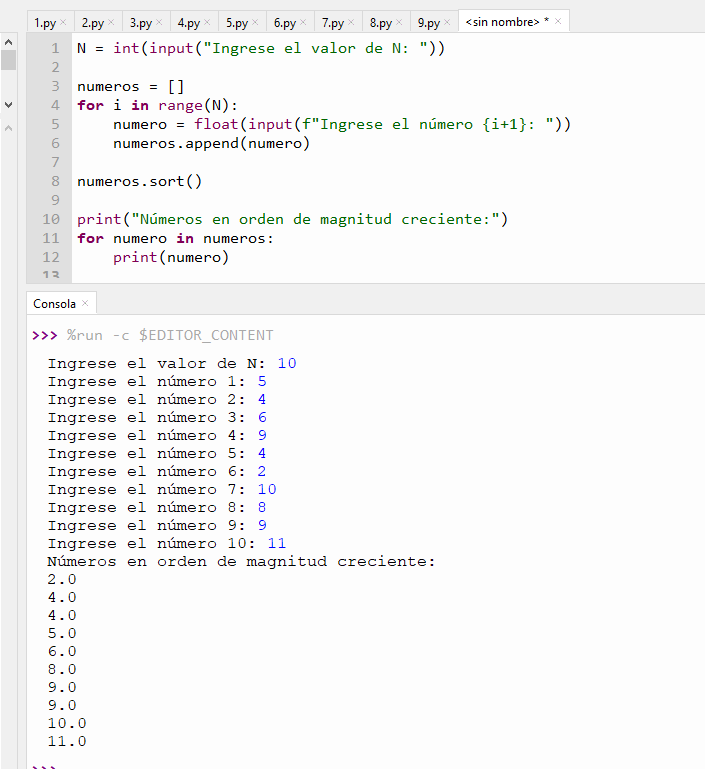 1.py × 2.py × 3.py × 4.py × 5.py × 6.py × 7.py × 8.py × 9.py × <sin nombre> * ×
1 N = int(input("Ingrese el valor de N: "))
2
3 numeros = []
4 for i in range(N):
5     numero = float(input(f"Ingrese el número {i+1}: "))
6     numeros.append(numero)
7
8 numeros.sort()
9
10 print("Números en orden de magnitud creciente:")
11 for numero in numeros:
12     print(numero)
13
Consola ×
>>> %run -c $EDITOR_CONTENT
Ingrese el valor de N: 10
Ingrese el número 1: 5
Ingrese el número 2: 4
Ingrese el número 3: 6
Ingrese el número 4: 9
Ingrese el número 5: 4
Ingrese el número 6: 2
Ingrese el número 7: 10
Ingrese el número 8: 8
Ingrese el número 9: 9
Ingrese el número 10: 11
Números en orden de magnitud creciente:
2.0
4.0
4.0
5.0
6.0
8.0
9.0
9.0
10.0
11.0
>>>